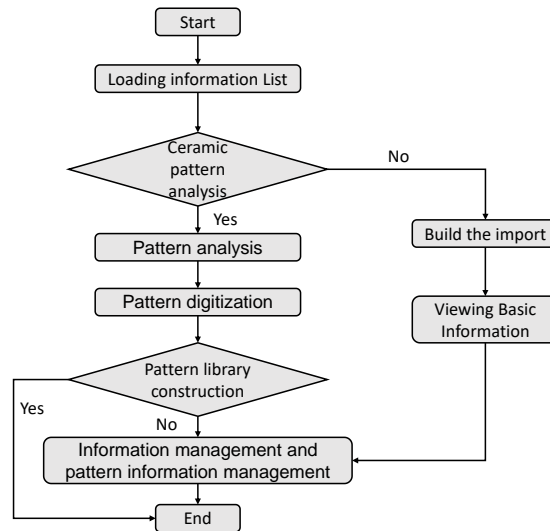 Start
Loading information List
Ceramic
pattern
analysis
No
Yes
Pattern analysis
Build the import
Pattern digitization
Viewing Basic
Information
Pattern library
construction
Yes
No
Information management and
pattern information management
End